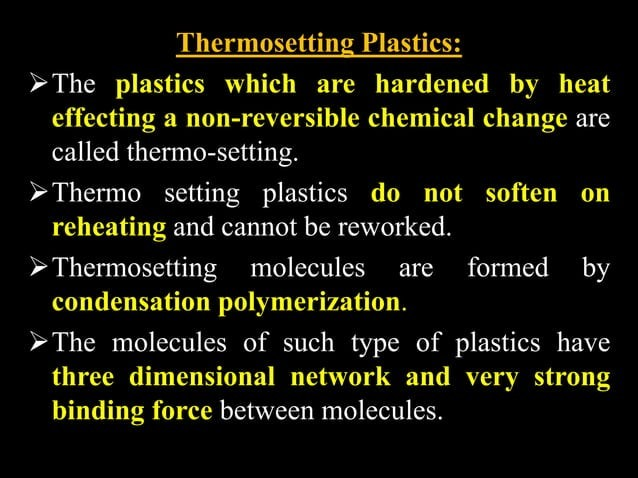 Thermosetting Plastics:
➢The plastics which are hardened by heat
effecting a non-reversible chemical change are
called thermo-setting.
➢Thermo setting plastics do not soften on
reheating and cannot be reworked.
➢Thermosetting molecules are formed by
condensation polymerization.
➢The molecules of such type of plastics have
three dimensional network and very strong
binding force between molecules.